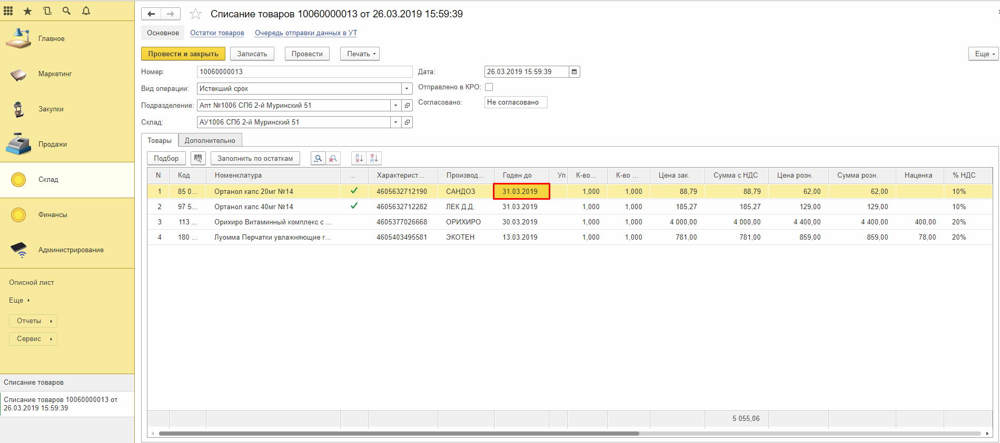 Списание товаров 10060000013 от 26.03.2019 15:59:39
Основное Остатки товаров Очередь отправки данных в УТ
Провести и закрыть Записать Провести Печать Еще
Номер: 10060000013 Дата: 26.03.2019 15:59:39
Вид операции: Истекший срок Отправлено в КРО:
Подразделение: Апт №1006 СПб 2-й Муринский 51 Согласовано: Не согласовано
Склад: АУ1006 СПб 2-й Муринский 51
Товары Дополнительно
Подбор Заполнить по остаткам
N Код Номенклатура ... Характерист... Производ... Годен до Уп. К-во... К-во ... Цена зак. Сумма с НДС Цена розн. Сумма розн. Наценка % НДС
1 85 0... Ортанол капс 20мг №14 4605632712190 САНДОЗ 31.03.2019 1,000 1,000 88,79 88,79 62,00 62,00 10%
2 97 5... Ортанол капс 40мг №14 4605632712282 ЛЕК Д.Д. 31.03.2019 1,000 1,000 185,27 185,27 129,00 129,00 10%
3 113 ... Орихиро Витаминный комплекс с ... 4605377026668 ОРИХИРО 30.03.2019 1,000 1,000 4 000,00 4 000,00 4 400,00 4 400,00 400,00 20%
4 180 ... Луомма Перчатки увлажняющие г... 4605403495581 ЭКОТЕН 13.03.2019 1,000 1,000 781,00 781,00 859,00 859,00 78,00 20%
5 055,06
Главное
Маркетинг
Закупки
Продажи
Склад
Финансы
Администрирование
Описной лист
Еще
Отчеты
Сервис
Списание товаров
Списание товаров 10060000013 от
26.03.2019 15:59:39